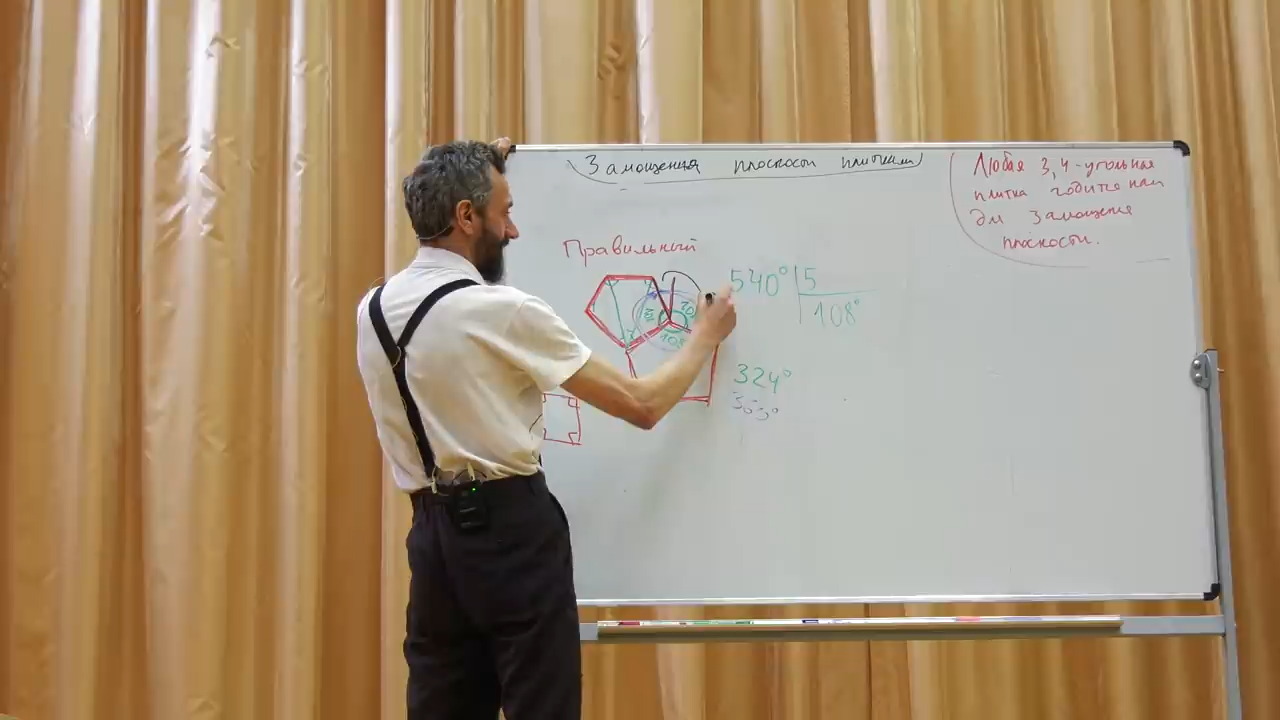 Замощения плоскости плитками
Любая 3,4-угольная
плитка годится нам
для замощения
плоскости.
Правильный
540° 5
108°
108
324°
360°